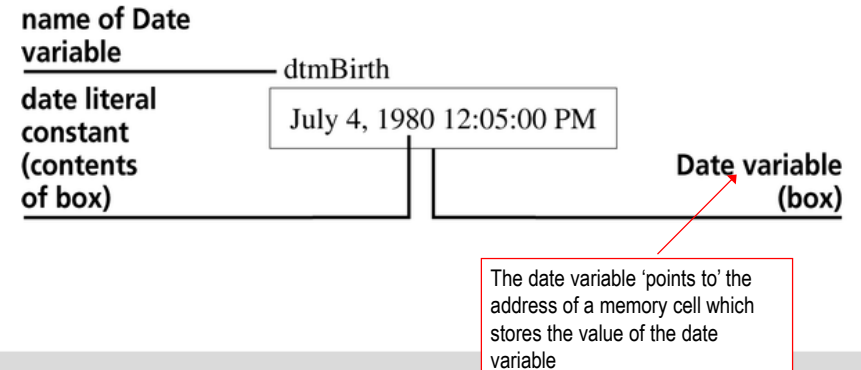 name of Date
variable
dtmBirth
date literal
constant
(contents
of box)
July 4, 1980 12:05:00 PM
Date variable
(box)
The date variable ‘points to’ the
address of a memory cell which
stores the value of the date
variable